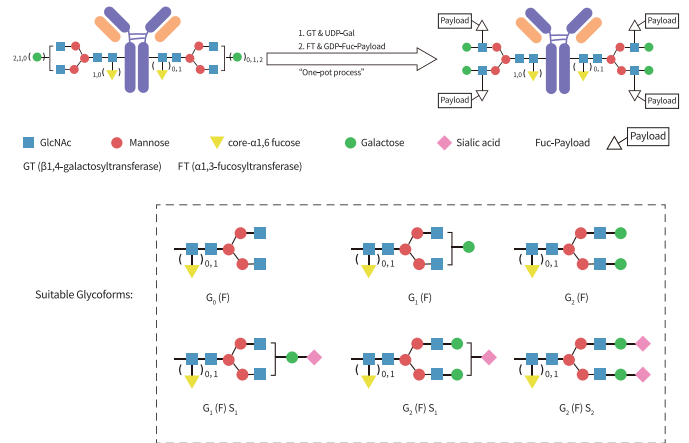 Payload
Payload
1. GT & UDP-Gal
2. FT & GDP-Fuc-Payload
"One-pot process"
2,1,0 ( ) 1,0 ( ) ( ) 0,1 ( ) 0, 1, 2
1,0 ( ) ( ) 0,1
Payload
Payload
GlcNAc
Mannose
core-α1,6 fucose
Galactose
Sialic acid
Fuc-Payload
Payload
GT (β1,4-galactosyltransferase)
FT (α1,3-fucosyltransferase)
Suitable Glycoforms:
( ) 0, 1
( ) 0, 1
( ) 0, 1
G0 (F)
G1 (F)
G2 (F)
( ) 0, 1
( ) 0, 1
( ) 0, 1
G1 (F) S1
G2 (F) S1
G2 (F) S2